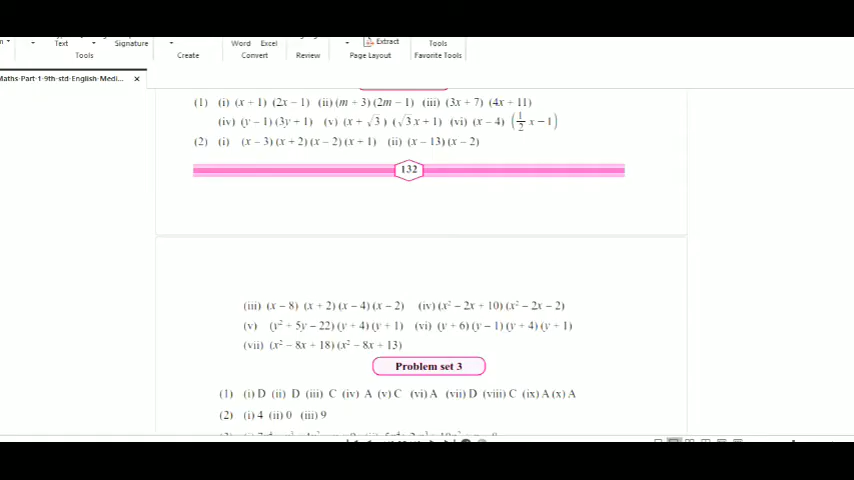 Text Signature Word Excel Extract Tools
Tools Create Convert Review Page Layout Favorite Tools
Maths-Part-1-9th-std-English-Medi... ×
(1) (i) (x + 1) (2x − 1) (ii) (m + 3) (2m − 1) (iii) (3x + 7) (4x + 11)
(iv) (y − 1) (3y + 1) (v) (x + √3 ) (√3 x + 1) (vi) (x − 4) (1/2 x − 1)
(2) (i) (x − 3) (x + 2) (x − 2) (x + 1) (ii) (x − 13) (x − 2)
132
(iii) (x − 8) (x + 2) (x − 4) (x − 2) (iv) (x² − 2x + 10) (x² − 2x − 2)
(v) (y² + 5y − 22) (y + 4) (y + 1) (vi) (y + 6) (y − 1) (y + 4) (y + 1)
(vii) (x² − 8x + 18) (x² − 8x + 13)
Problem set 3
(1) (i) D (ii) D (iii) C (iv) A (v) C (vi) A (vii) D (viii) C (ix) A (x) A
(2) (i) 4 (ii) 0 (iii) 9